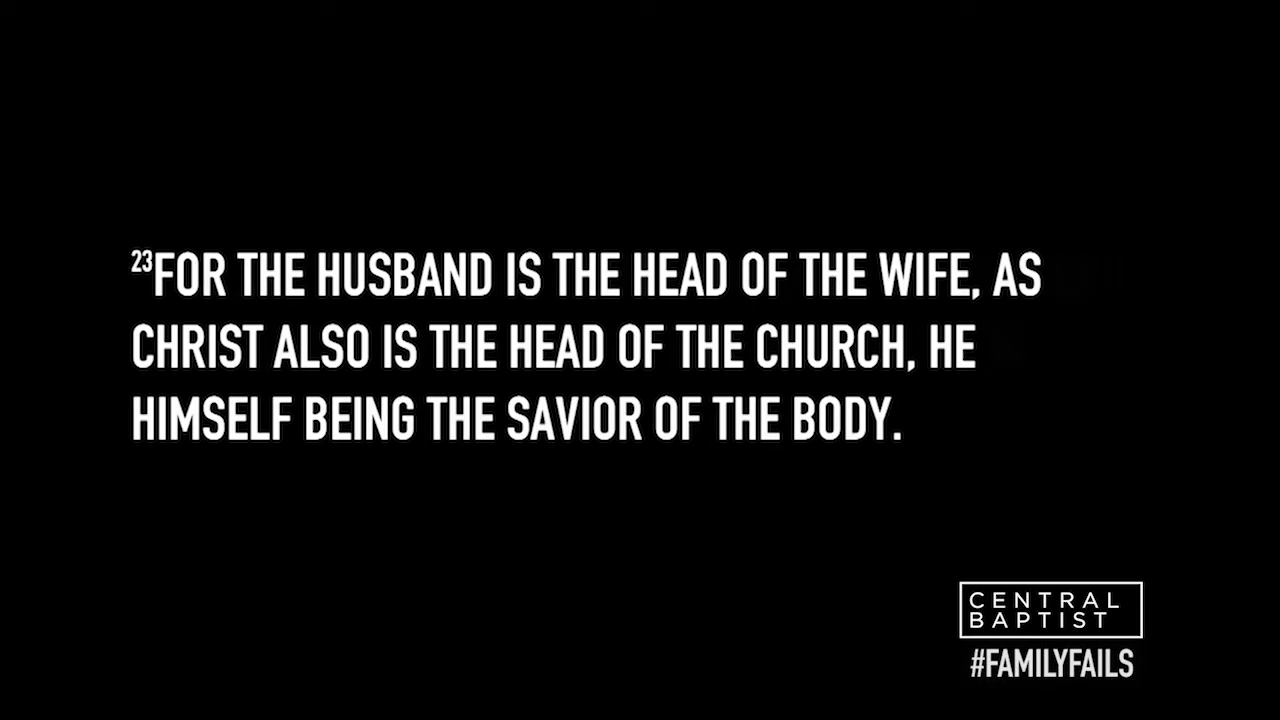 ²³FOR THE HUSBAND IS THE HEAD OF THE WIFE, AS
CHRIST ALSO IS THE HEAD OF THE CHURCH, HE
HIMSELF BEING THE SAVIOR OF THE BODY.
CENTRAL
BAPTIST
#FAMILYFAILS